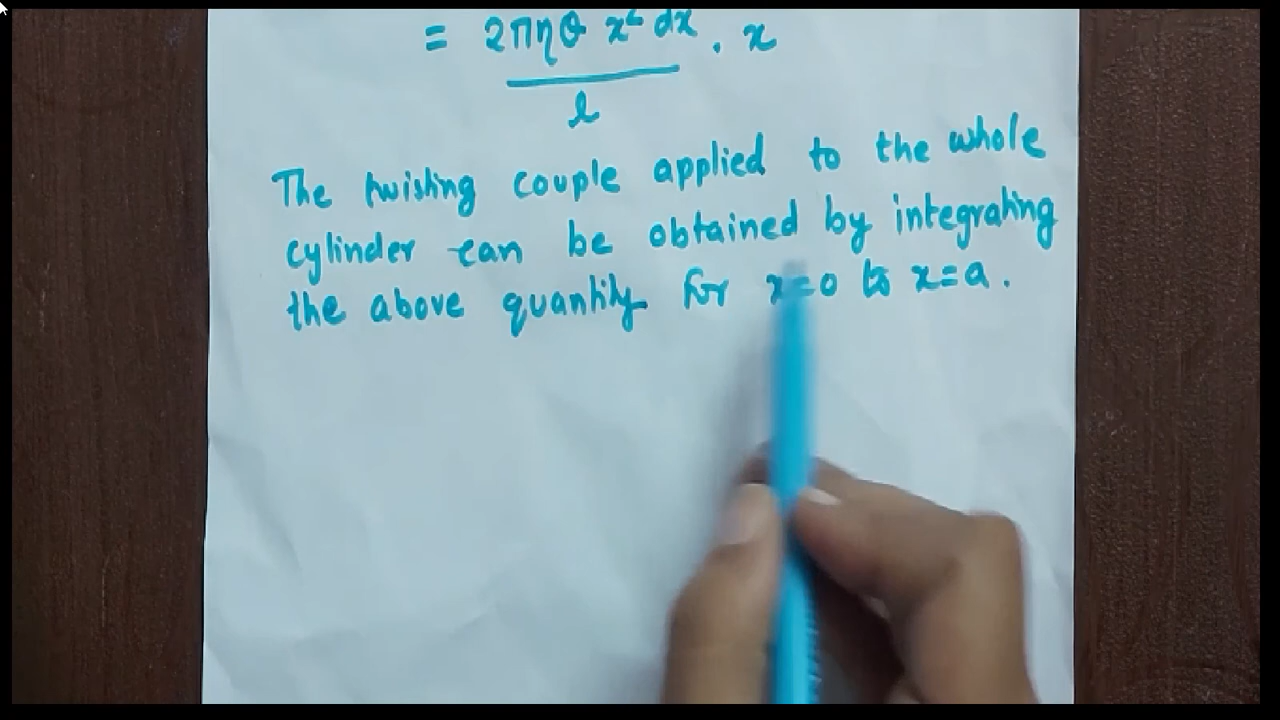 = 2πηθ x² dx . x
l
The twisting couple applied to the whole
cylinder can be obtained by integrating
the above quantity for x=0 to x=a.